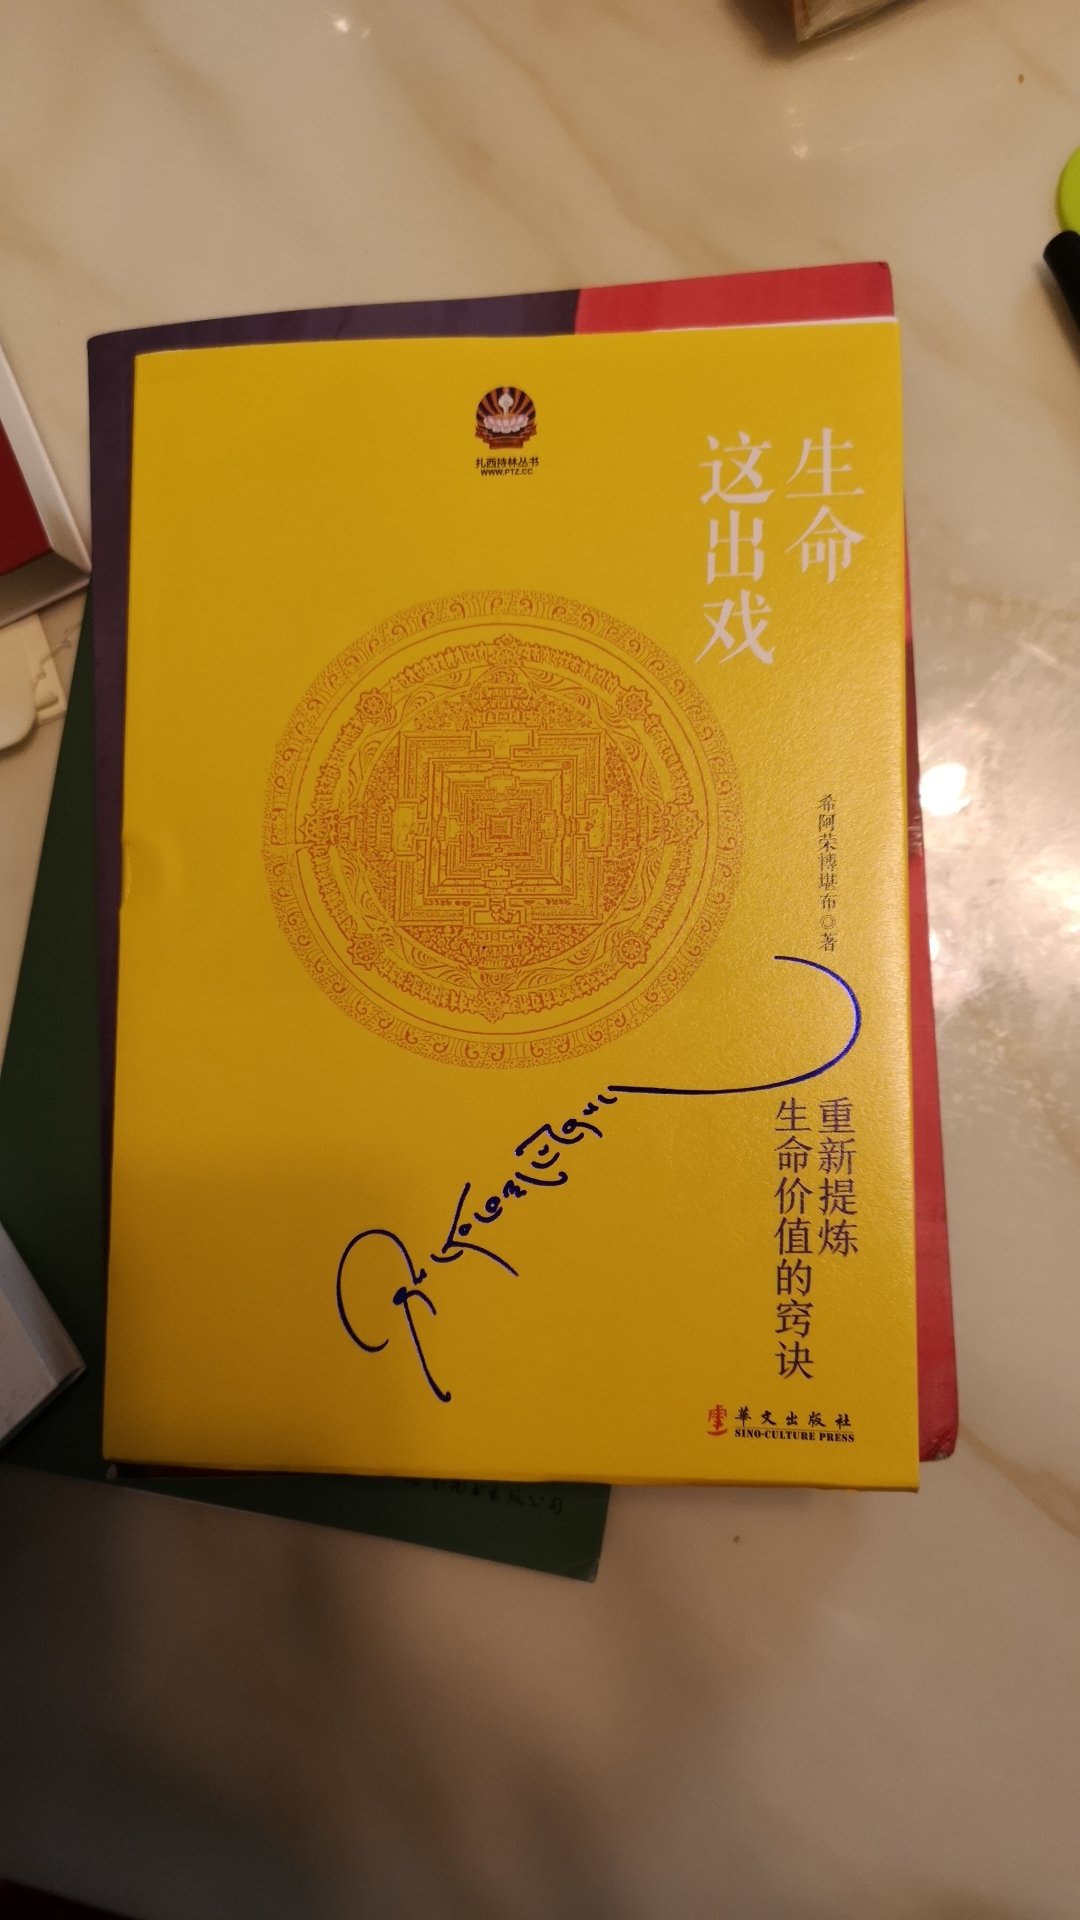 扎西持林丛书
WWW.PTZ.CC
生命
这出戏
希阿荣博堪布◎著
重新提炼
生命价值的窍诀
華文出版社
SINO-CULTURE PRESS